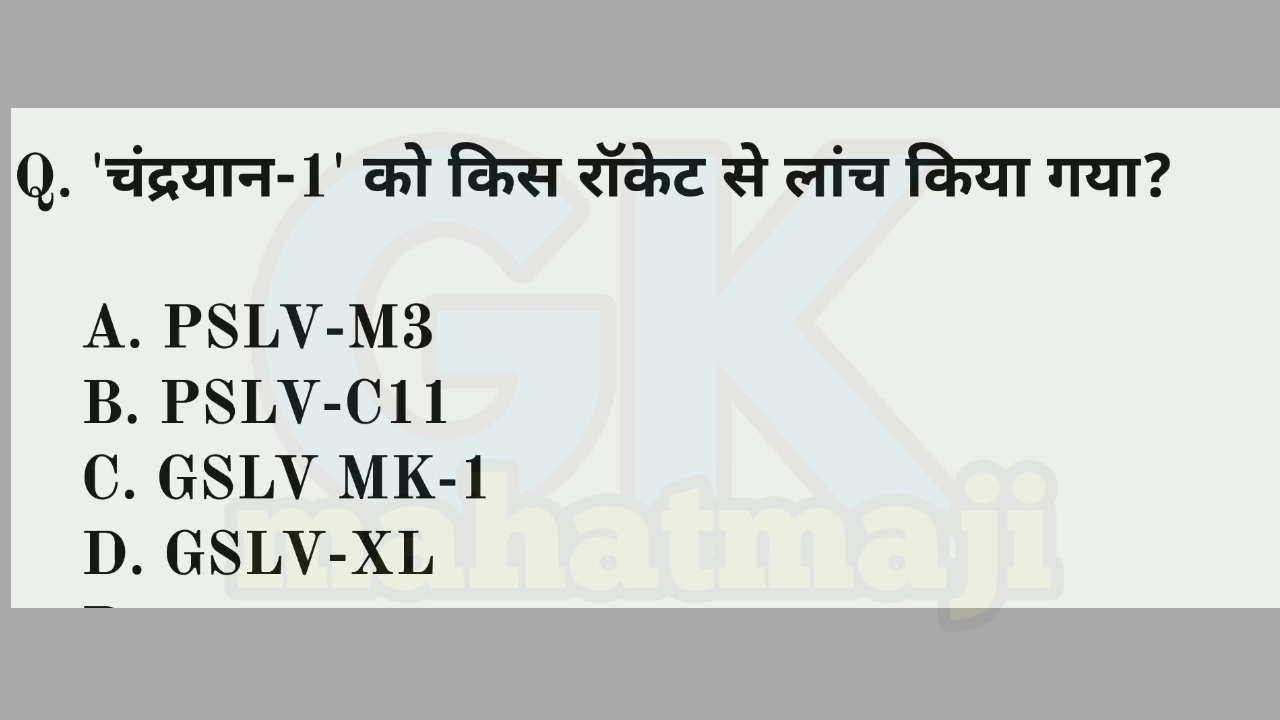 Q. 'चंद्रयान-1' को किस रॉकेट से लांच किया गया?
A. PSLV-M3
B. PSLV-C11
C. GSLV MK-1
D. GSLV-XL
GK
mahatmaji